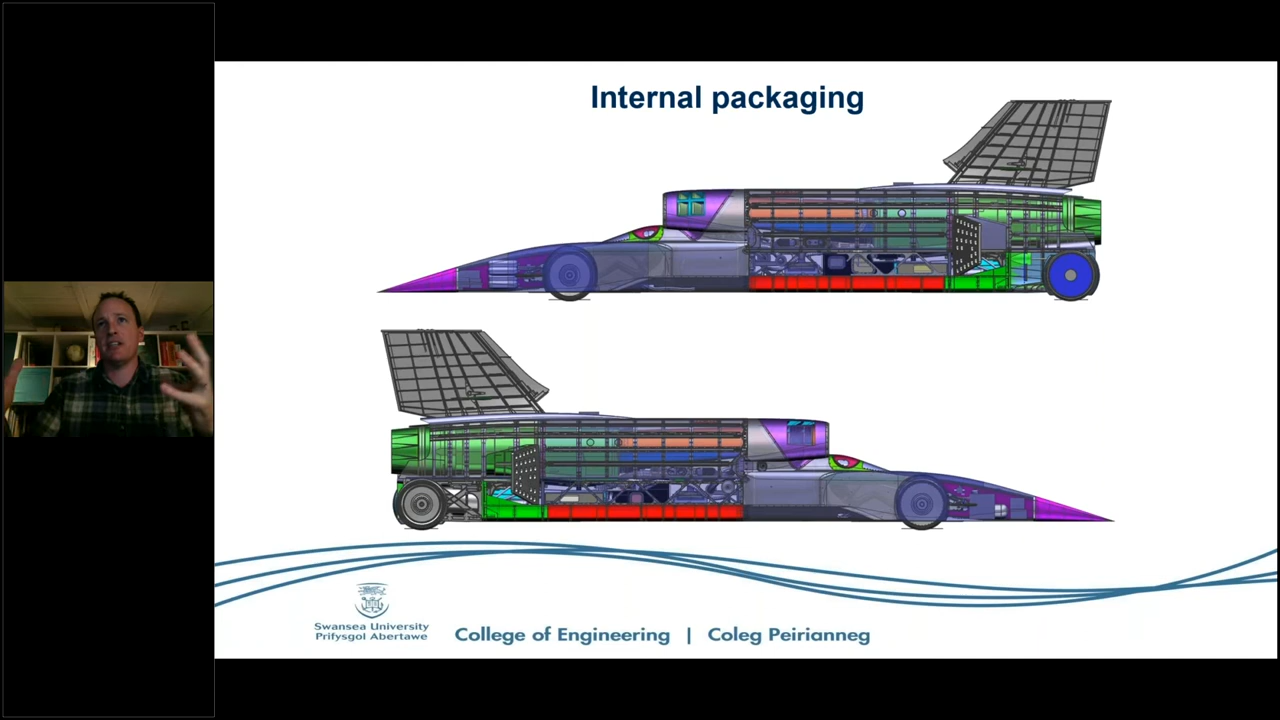 Internal packaging
Swansea University
Prifysgol Abertawe
College of Engineering | Coleg Peirianneg